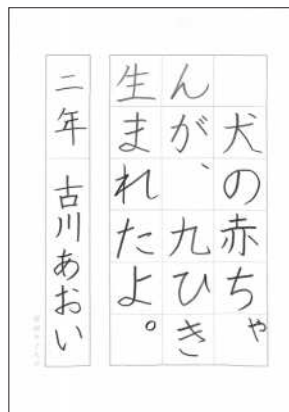 犬の赤ちゃ
んが、九ひき
生まれたよ。
二年 古川あおい